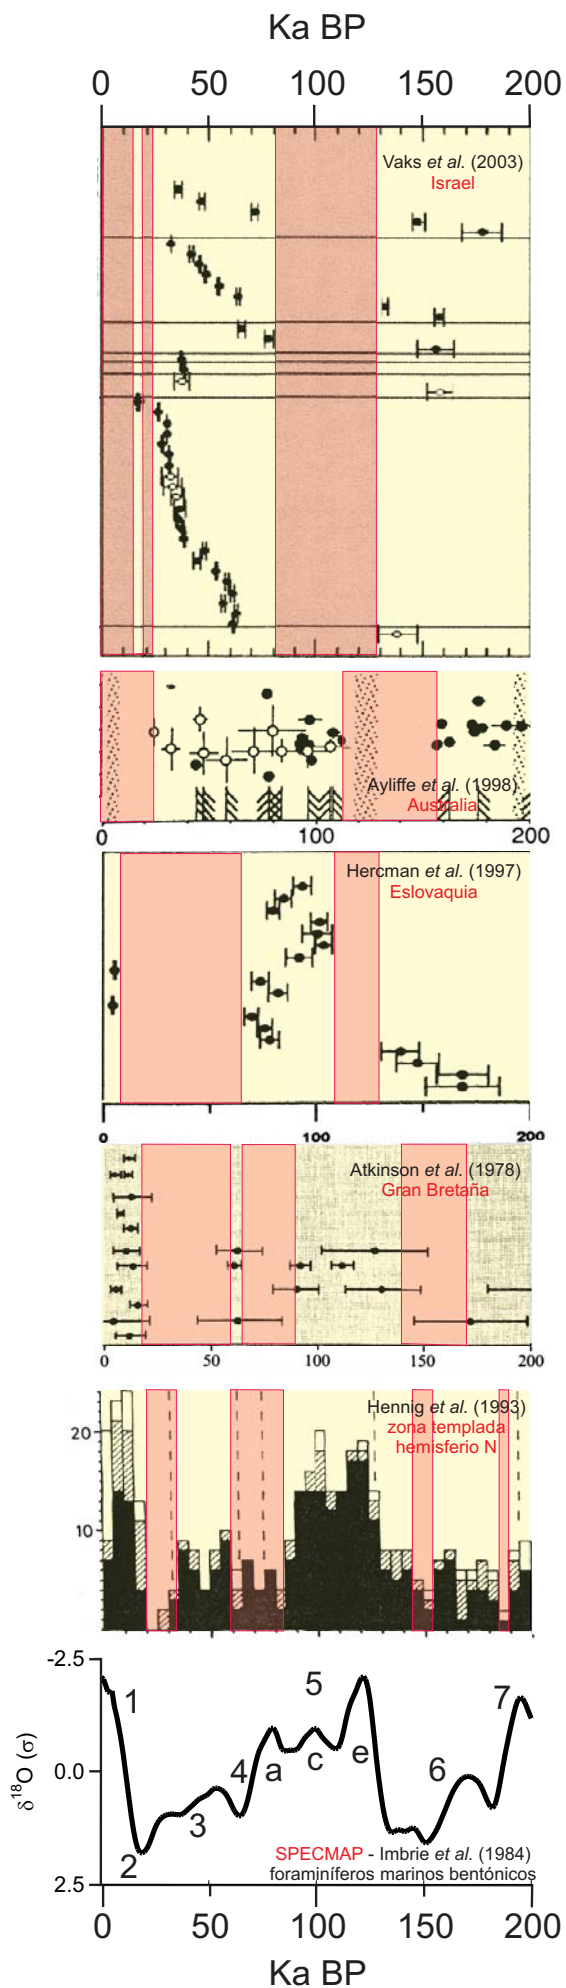 Ka BP
0 50 100 150 200
Vaks et al. (2003)
Israel
Ayliffe et al. (1998)
Australia
0 100 200
Hercman et al. (1997)
Eslovaquia
0 100 200
Atkinson et al. (1978)
Gran Bretaña
0 50 100 150 200
Hennig et al. (1993)
zona templada
hemisferio N
20
10
-2.5
0.0
2.5
δ18O (σ)
1
2
3
4
5
a
c
e
6
7
SPECMAP - Imbrie et al. (1984)
foraminíferos marinos bentónicos
0 50 100 150 200
Ka BP